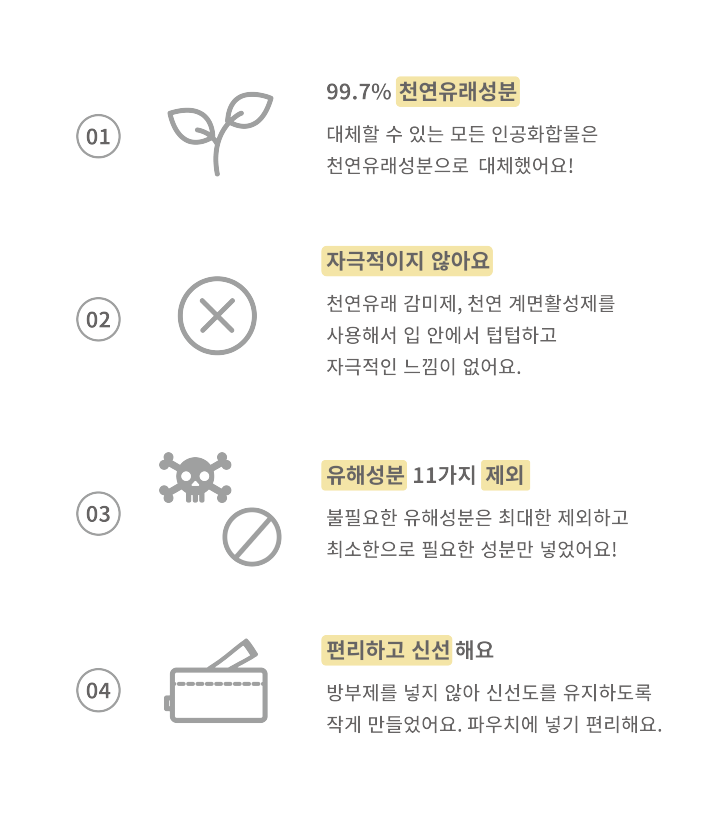 01
99.7% 천연유래성분
대체할 수 있는 모든 인공화합물은
천연유래성분으로 대체했어요!
02
자극적이지 않아요
천연유래 감미제, 천연 계면활성제를
사용해서 입 안에서 텁텁하고
자극적인 느낌이 없어요.
03
유해성분 11가지 제외
불필요한 유해성분은 최대한 제외하고
최소한으로 필요한 성분만 넣었어요!
04
편리하고 신선해요
방부제를 넣지 않아 신선도를 유지하도록
작게 만들었어요. 파우치에 넣기 편리해요.